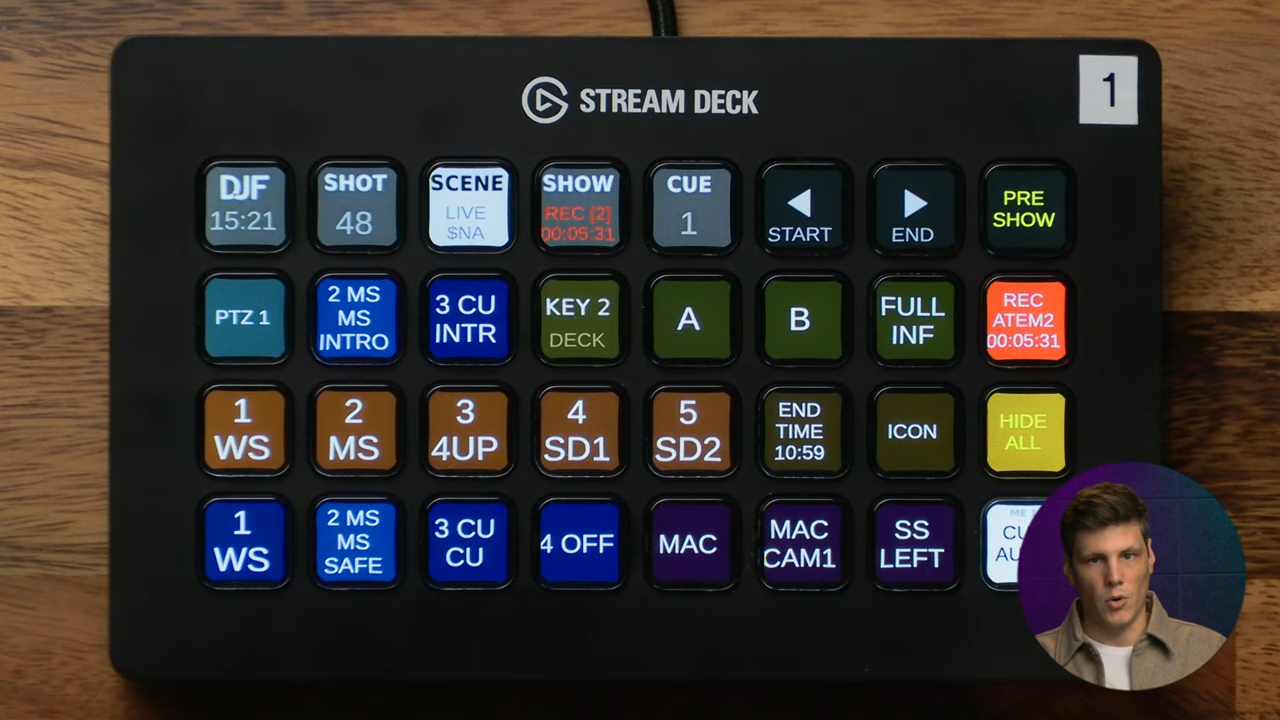 STREAM DECK
1
DJF
15:21
SHOT
48
SCENE
LIVE
$NA
SHOW
REC [2]
00:05:31
CUE
1
START
END
PRE
SHOW
PTZ 1
2 MS
MS
INTRO
3 CU
INTR
KEY 2
DECK
A
B
FULL
INF
REC
ATEM2
00:05:31
1
WS
2
MS
3
4UP
4
SD1
5
SD2
END
TIME
10:59
ICON
HIDE
ALL
1
WS
2 MS
MS
SAFE
3 CU
CU
4 OFF
MAC
MAC
CAM1
SS
LEFT